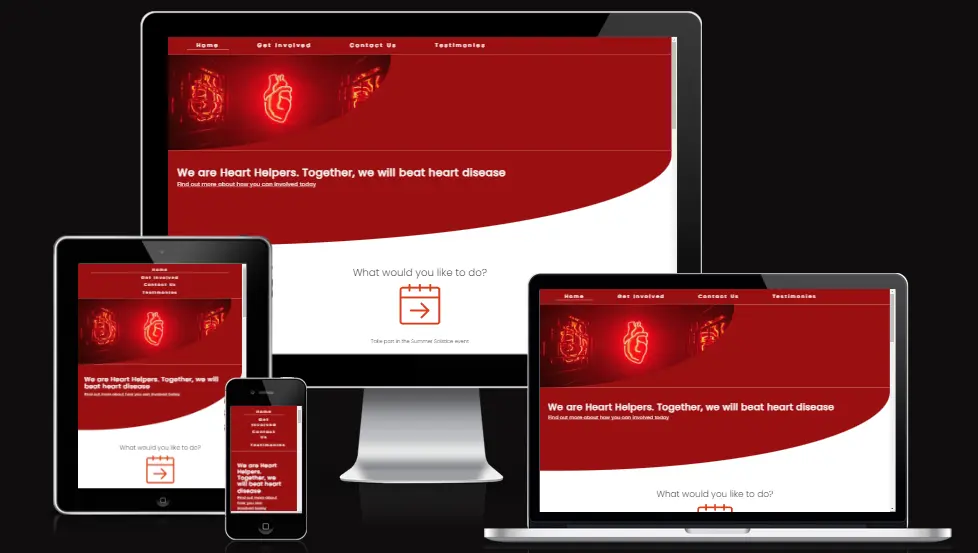 Home Get Involved Contact Us Testimonies
We are Heart Helpers. Together, we will beat heart disease
Find out more about how you can involved today
What would you like to do?
Take part in the Summer Solstice event
Home
Get Involved
Contact Us
Testimonies
We are Heart Helpers. Together, we will
beat heart disease
Find out more about how you can involved today
What would you like to do?
Home
Get
Involved
Contact
Us
Testimonies
We are Heart
Helpers.
Together, we
will beat heart
disease
Find out more about
how you can
involved today
Home Get Involved Contact Us Testimonies
We are Heart Helpers. Together, we will beat heart disease
Find out more about how you can involved today
What would you like to do?